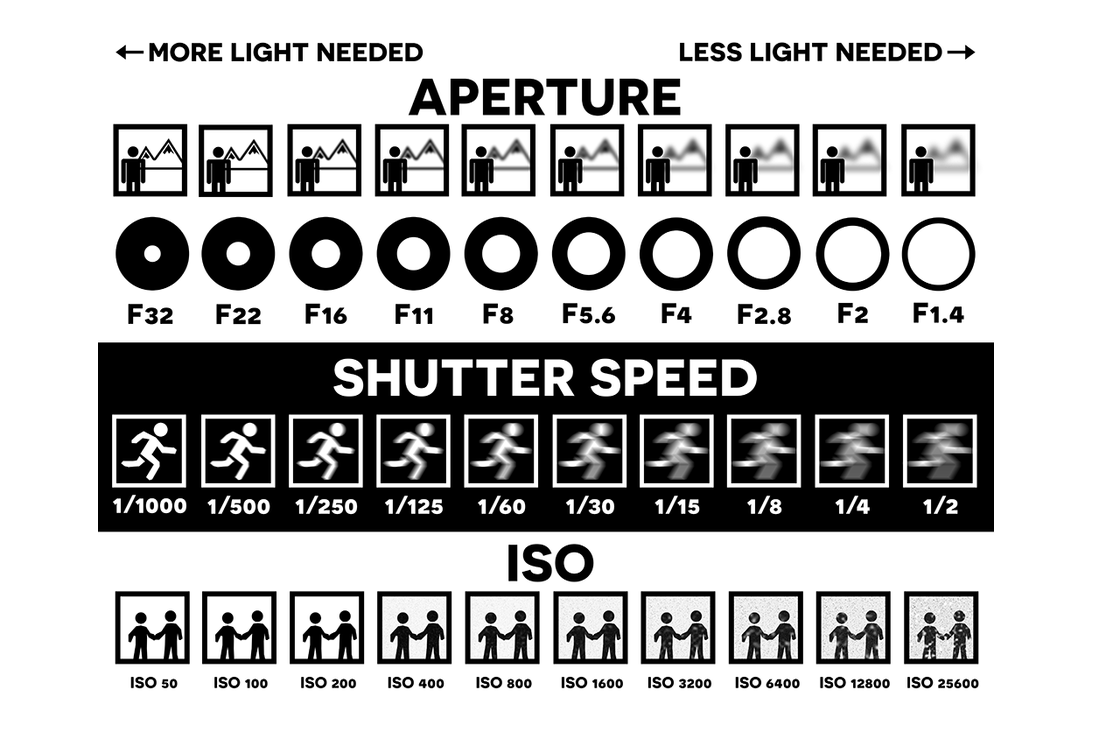 ←MORE LIGHT NEEDED LESS LIGHT NEEDED→
APERTURE
F32 F22 F16 F11 F8 F5.6 F4 F2.8 F2 F1.4
SHUTTER SPEED
1/1000 1/500 1/250 1/125 1/60 1/30 1/15 1/8 1/4 1/2
ISO
ISO 50 ISO 100 ISO 200 ISO 400 ISO 800 ISO 1600 ISO 3200 ISO 6400 ISO 12800 ISO 25600